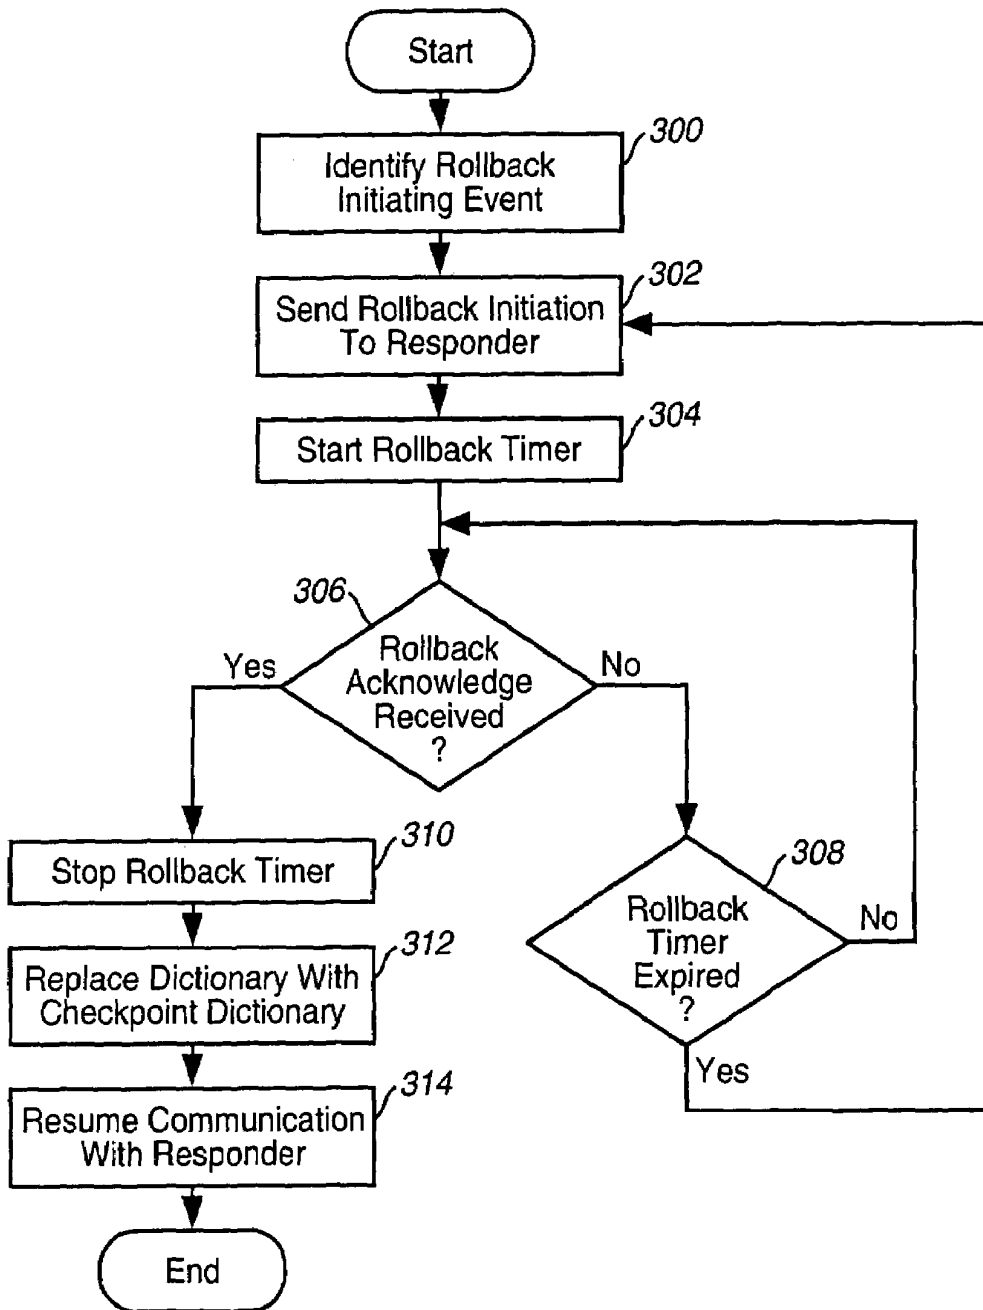 Start
300
Identify Rollback
Initiating Event
302
Send Rollback Initiation
To Responder
304
Start Rollback Timer
306
Rollback
Acknowledge
Received
?
Yes
No
310
Stop Rollback Timer
308
Rollback
Timer
Expired
?
No
Yes
312
Replace Dictionary With
Checkpoint Dictionary
314
Resume Communication
With Responder
End